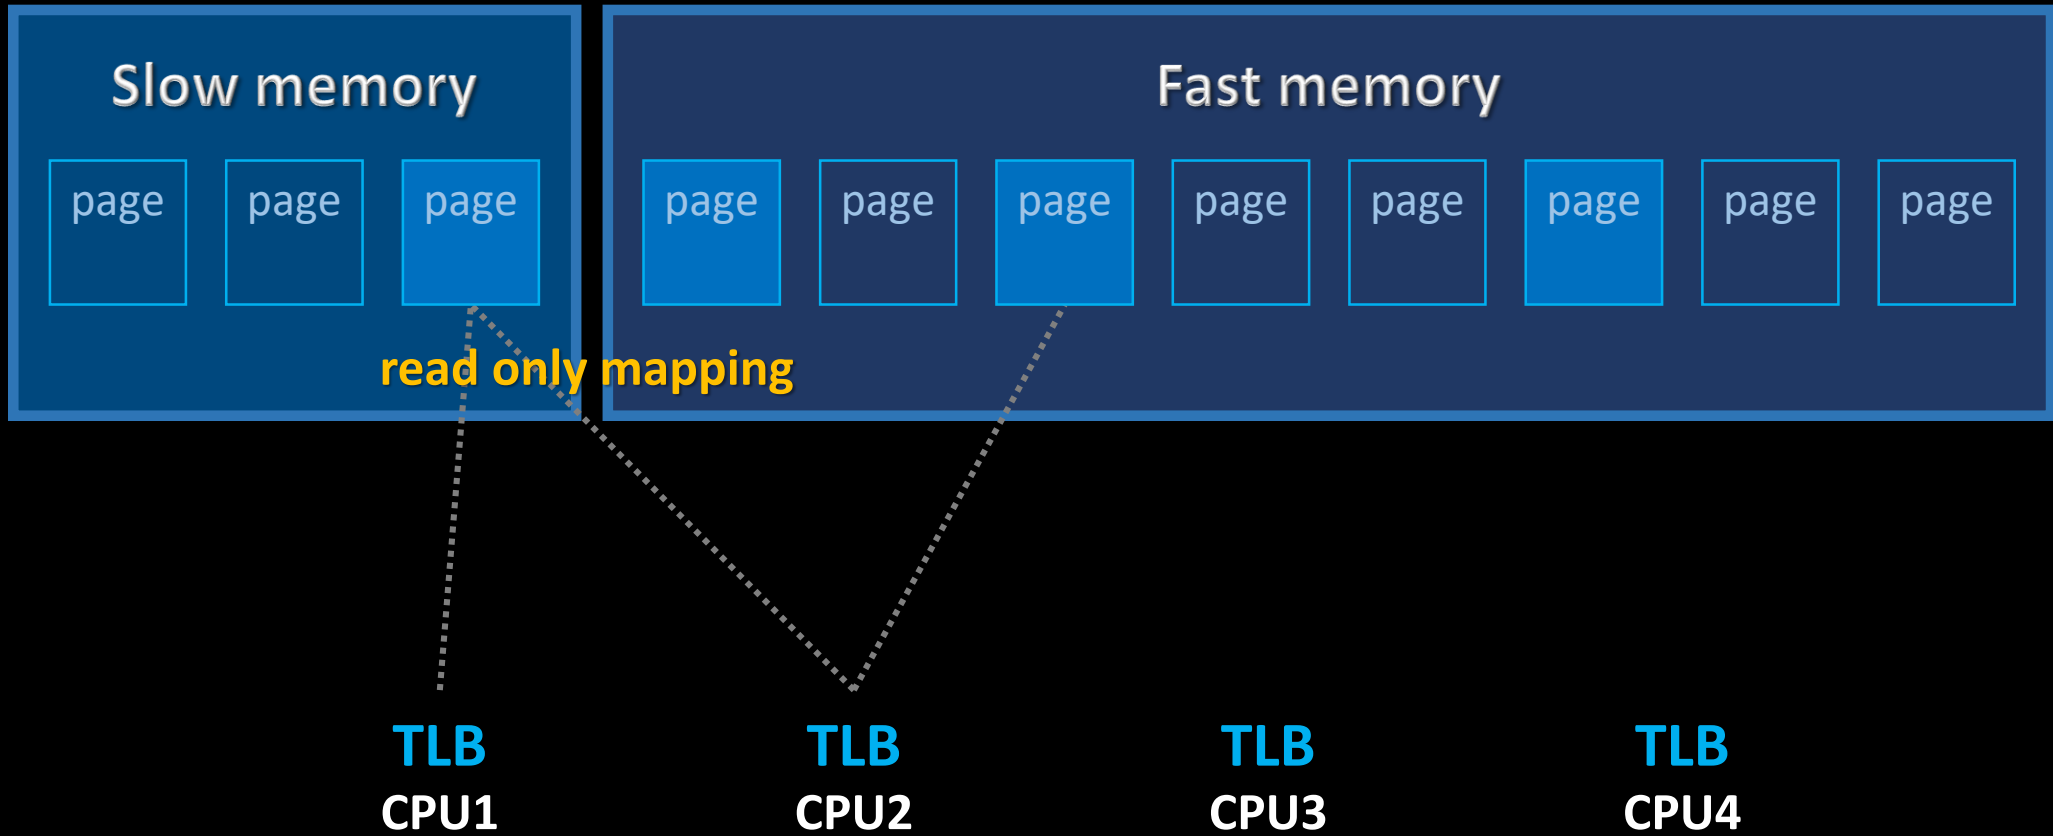 Slow memory
Fast memory
page page page page page page page page page page page
read only mapping
TLB TLB TLB TLB
CPU1 CPU2 CPU3 CPU4